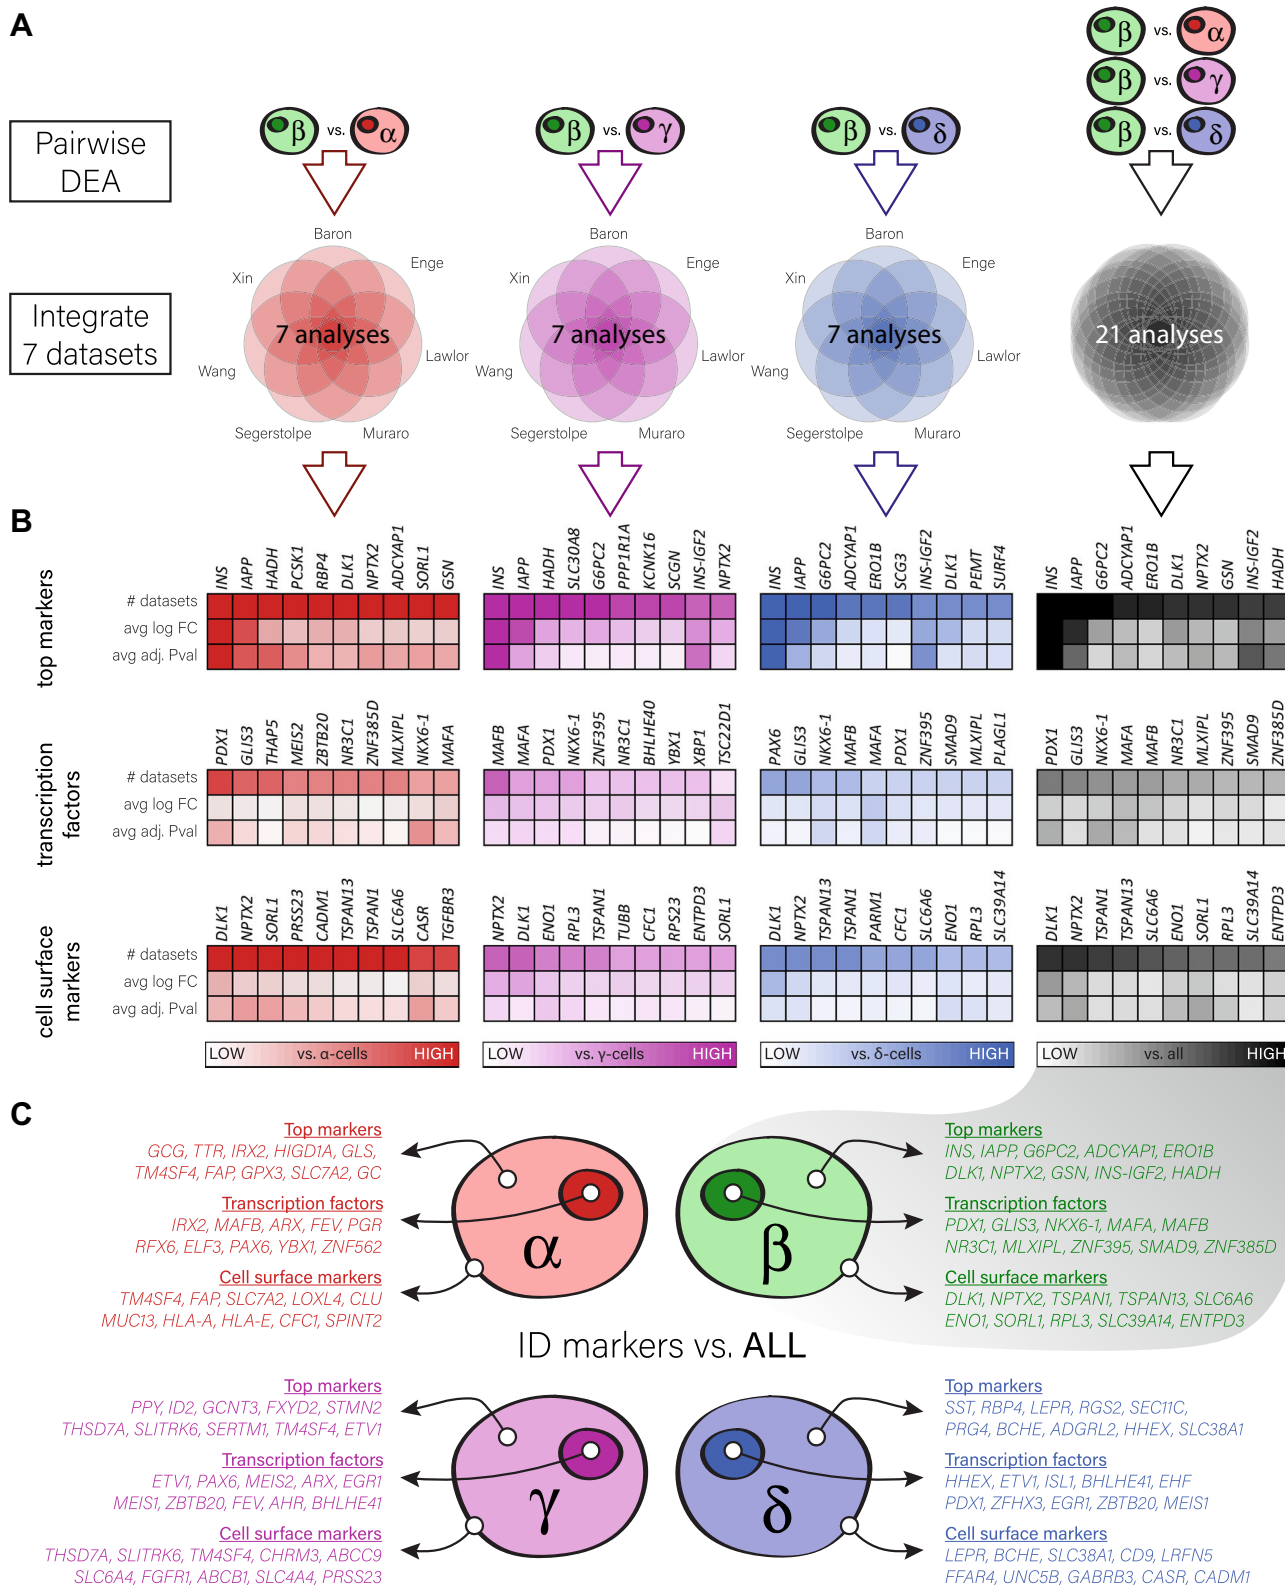 A
β vs. α
β vs. γ
β vs. δ
Pairwise
DEA
β vs. α
β vs. γ
β vs. δ
Integrate
7 datasets
Baron
Enge
Lawlor
Muraro
Segerstolpe
Wang
Xin
7 analyses
Baron
Enge
Lawlor
Muraro
Segerstolpe
Wang
Xin
7 analyses
Baron
Enge
Lawlor
Muraro
Segerstolpe
Wang
Xin
7 analyses
21 analyses
B
top markers
INS IAPP HADH PCSK1 RBP4 DLK1 NPTX2 ADCYAP1 SORL1 GSN
INS IAPP HADH SLC30A8 G6PC2 PPP1R1A KCNK16 SCGN INS-IGF2 NPTX2
INS IAPP G6PC2 ADCYAP1 ERO1B SCG3 INS-IGF2 DLK1 PEMT SURF4
INS IAPP G6PC2 ADCYAP1 ERO1B DLK1 NPTX2 GSN INS-IGF2 HADH
# datasets
avg log FC
avg adj. Pval
transcription
factors
PDX1 GLIS3 THAP5 MEIS2 ZBTB20 NR3C1 ZNF385D MLXIPL NKX6-1 MAFA
MAFB MAFA PDX1 NKX6-1 ZNF395 NR3C1 BHLHE40 YBX1 XBP1 TSC22D1
PAX6 GLIS3 NKX6-1 MAFB MAFA PDX1 ZNF395 SMAD9 MLXIPL PLAGL1
PDX1 GLIS3 NKX6-1 MAFA MAFB NR3C1 MLXIPL ZNF395 SMAD9 ZNF385D
# datasets
avg log FC
avg adj. Pval
cell surface
markers
DLK1 NPTX2 SORL1 PRSS23 CADM1 TSPAN13 TSPAN1 SLC6A6 CASR TGFBR3
NPTX2 DLK1 ENO1 RPL3 TSPAN1 TUBB CFC1 RPS23 ENTPD3 SORL1
DLK1 NPTX2 TSPAN13 TSPAN1 PARM1 CFC1 SLC6A6 ENO1 RPL3 SLC39A14
DLK1 NPTX2 TSPAN1 TSPAN13 SLC6A6 ENO1 SORL1 RPL3 SLC39A14 ENTPD3
# datasets
avg log FC
avg adj. Pval
LOW vs. α-cells HIGH
LOW vs. γ-cells HIGH
LOW vs. δ-cells HIGH
LOW vs. all HIGH
C
Top markers
GCG, TTR, IRX2, HIGD1A, GLS,
TM4SF4, FAP, GPX3, SLC7A2, GC
Transcription factors
IRX2, MAFB, ARX, FEV, PGR
RFX6, ELF3, PAX6, YBX1, ZNF562
Cell surface markers
TM4SF4, FAP, SLC7A2, LOXL4, CLU
MUC13, HLA-A, HLA-E, CFC1, SPINT2
α
β
Top markers
INS, IAPP, G6PC2, ADCYAP1, ERO1B
DLK1, NPTX2, GSN, INS-IGF2, HADH
Transcription factors
PDX1, GLIS3, NKX6-1, MAFA, MAFB
NR3C1, MLXIPL, ZNF395, SMAD9, ZNF385D
Cell surface markers
DLK1, NPTX2, TSPAN1, TSPAN13, SLC6A6
ENO1, SORL1, RPL3, SLC39A14, ENTPD3
ID markers vs. ALL
Top markers
PPY, ID2, GCNT3, FXYD2, STMN2
THSD7A, SLITRK6, SERTM1, TM4SF4, ETV1
Transcription factors
ETV1, PAX6, MEIS2, ARX, EGR1
MEIS1, ZBTB20, FEV, AHR, BHLHE41
Cell surface markers
THSD7A, SLITRK6, TM4SF4, CHRM3, ABCC9
SLC6A4, FGFR1, ABCB1, SLC4A4, PRSS23
γ
δ
Top markers
SST, RBP4, LEPR, RGS2, SEC11C,
PRG4, BCHE, ADGRL2, HHEX, SLC38A1
Transcription factors
HHEX, ETV1, ISL1, BHLHE41, EHF
PDX1, ZFHX3, EGR1, ZBTB20, MEIS1
Cell surface markers
LEPR, BCHE, SLC38A1, CD9, LRFN5
FFAR4, UNC5B, GABRB3, CASR, CADM1